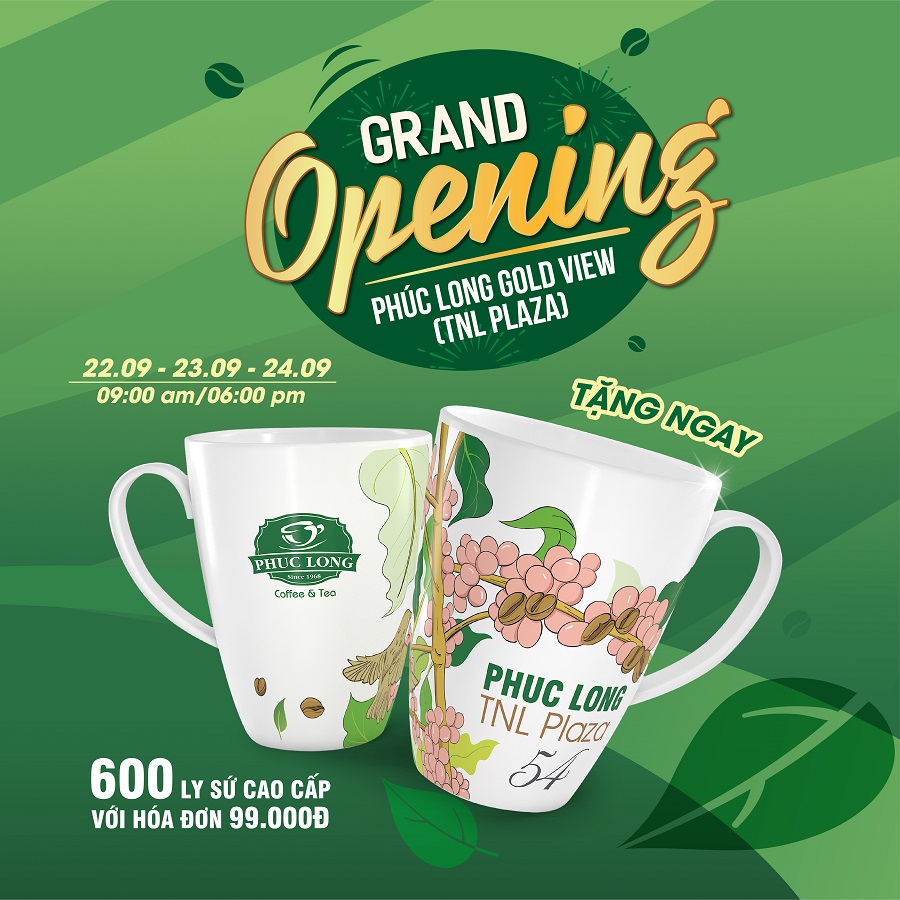 GRAND
Opening
PHÚC LONG GOLD VIEW
(TNL PLAZA)
22.09 - 23.09 - 24.09
09:00 am/06:00 pm
TẶNG NGAY
PHUC LONG
Since 1968
Coffee & Tea
PHUC LONG
TNL Plaza
54
600 LY SỨ CAO CẤP
VỚI HÓA ĐƠN 99.000Đ